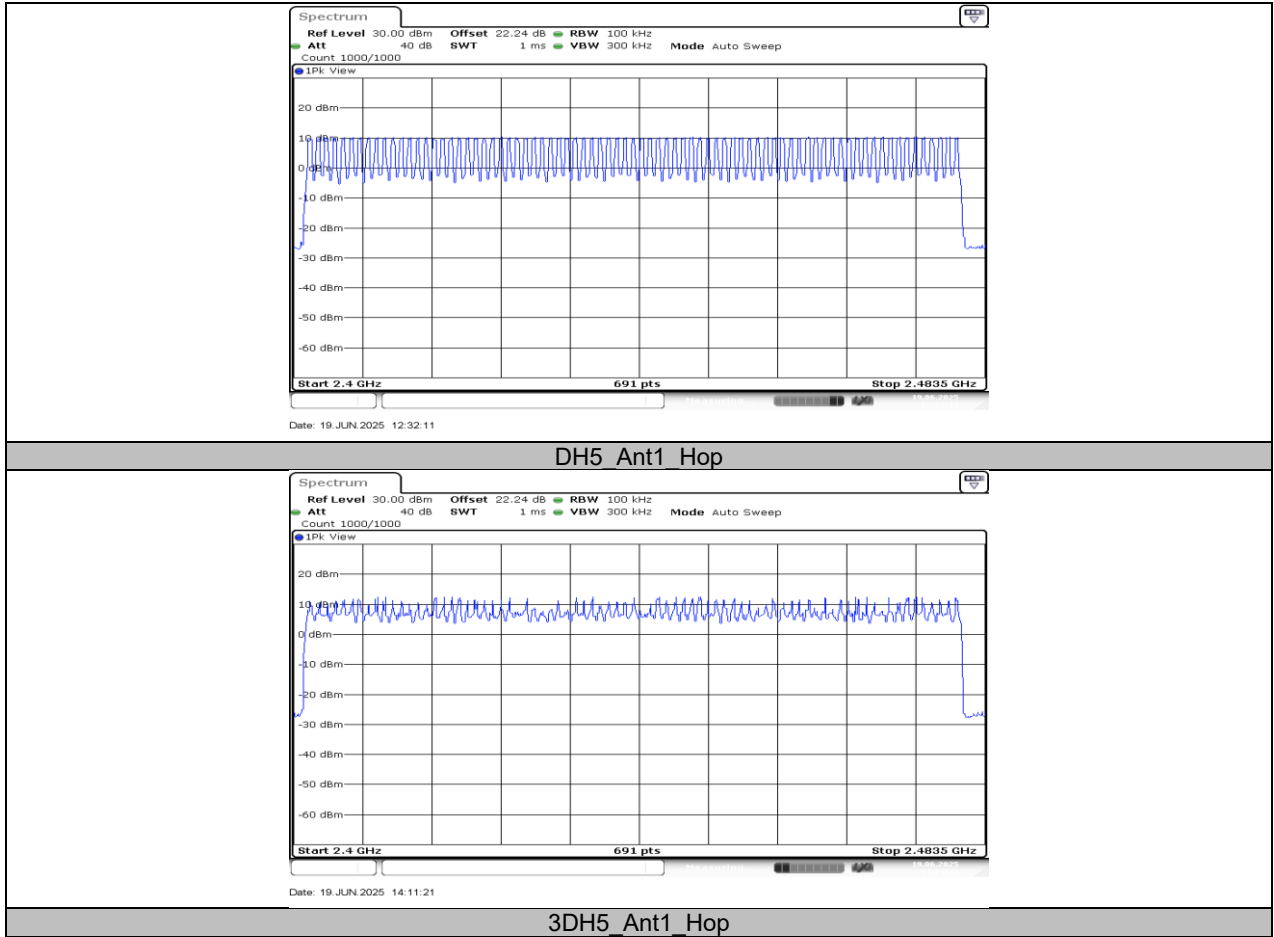 Spectrum
Ref Level 30.00 dBm Offset 22.24 dB RBW 100 kHz
Att 40 dB SWT 1 ms VBW 300 kHz Mode Auto Sweep
Count 1000/1000
1Pk View
20 dBm
10 dBm
0 dBm
-10 dBm
-20 dBm
-30 dBm
-40 dBm
-50 dBm
-60 dBm
Start 2.4 GHz 691 pts Stop 2.4835 GHz
Date: 19.JUN.2025 12:32:11
DH5_Ant1_Hop
Spectrum
Ref Level 30.00 dBm Offset 22.24 dB RBW 100 kHz
Att 40 dB SWT 1 ms VBW 300 kHz Mode Auto Sweep
Count 1000/1000
1Pk View
20 dBm
10 dBm
0 dBm
-10 dBm
-20 dBm
-30 dBm
-40 dBm
-50 dBm
-60 dBm
Start 2.4 GHz 691 pts Stop 2.4835 GHz
Date: 19.JUN.2025 14:11:21
3DH5_Ant1_Hop